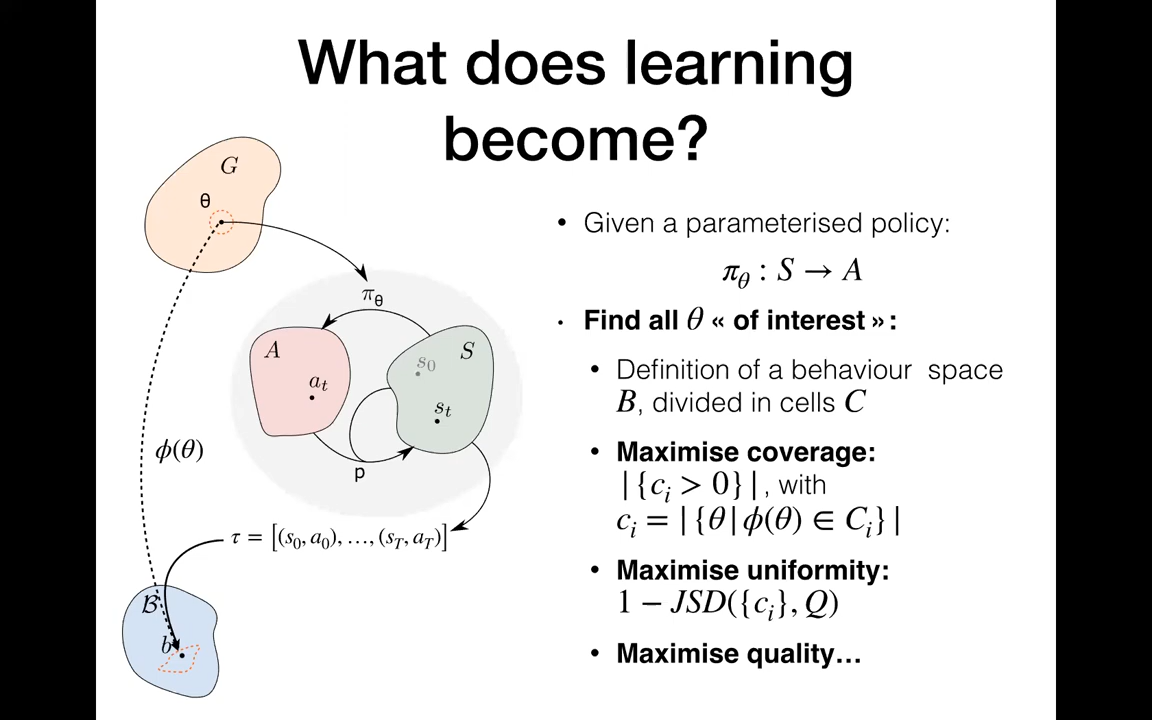 What does learning
become?
G
θ
π_θ
A
a_t
S
s_0
s_t
p
ϕ(θ)
τ = [(s_0, a_0), …, (s_T, a_T)]
ℬ
b
• Given a parameterised policy:
π_θ : S → A
• Find all θ « of interest » :
• Definition of a behaviour space
B, divided in cells C
• Maximise coverage:
|{c_i > 0}|, with
c_i = |{θ|ϕ(θ) ∈ C_i}|
• Maximise uniformity:
1 − JSD({c_i}, Q)
• Maximise quality…